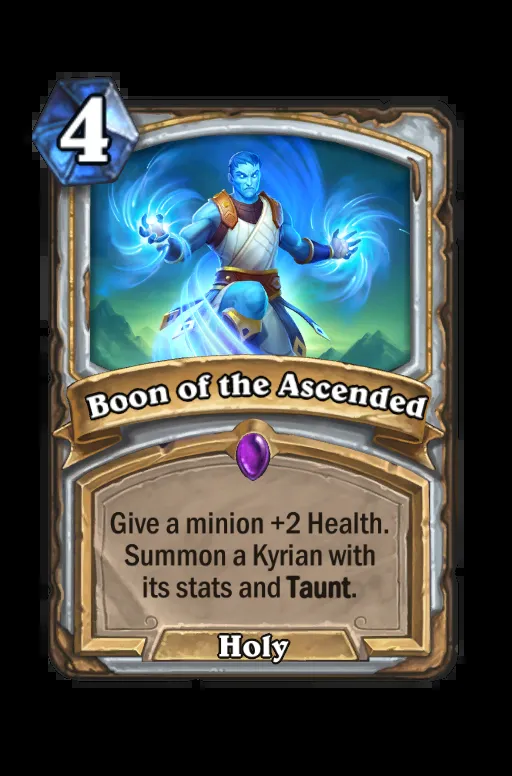 4
Boon of the Ascended
Give a minion +2 Health.
Summon a Kyrian with
its stats and Taunt.
Holy